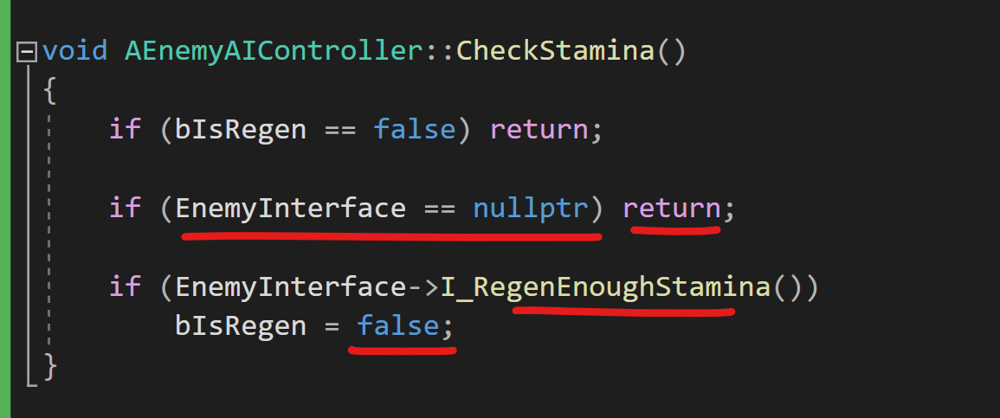 void AEnemyAIController::CheckStamina()
{
if (bIsRegen == false) return;
if (EnemyInterface == nullptr) return;
if (EnemyInterface->I_RegenEnoughStamina())
bIsRegen = false;
}